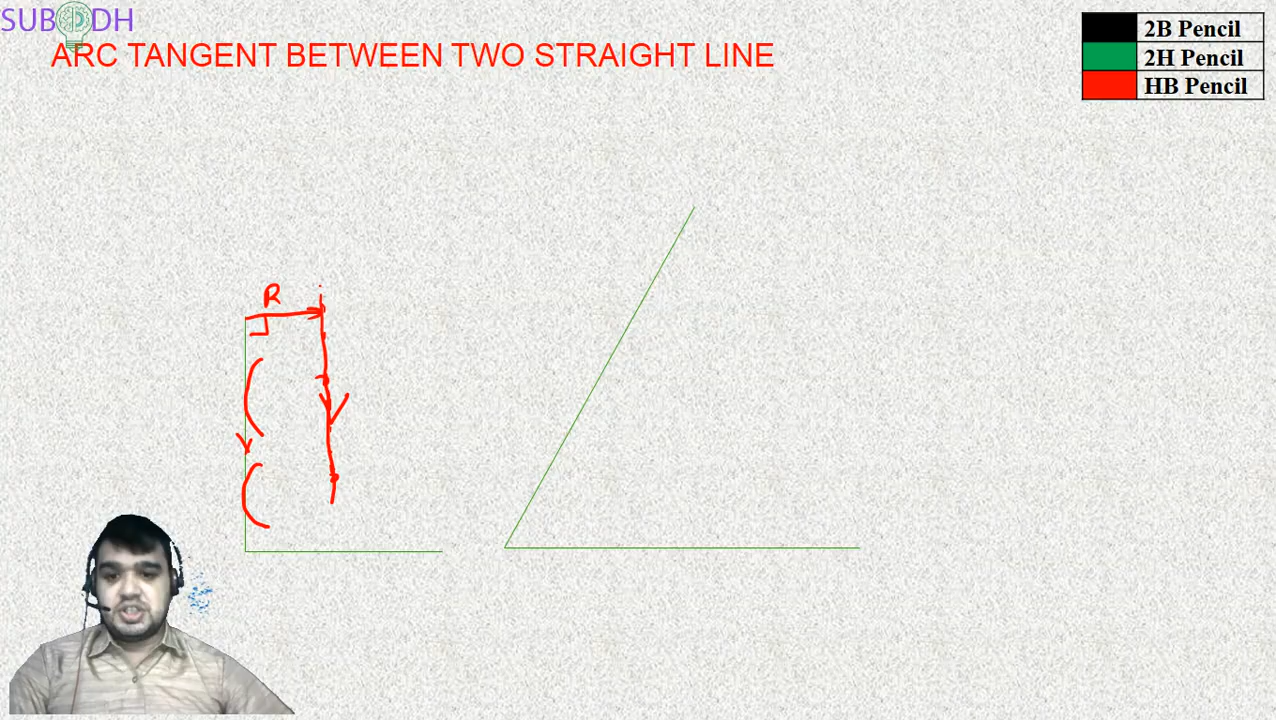 SUBODH
ARC TANGENT BETWEEN TWO STRAIGHT LINE
2B Pencil
2H Pencil
HB Pencil
R